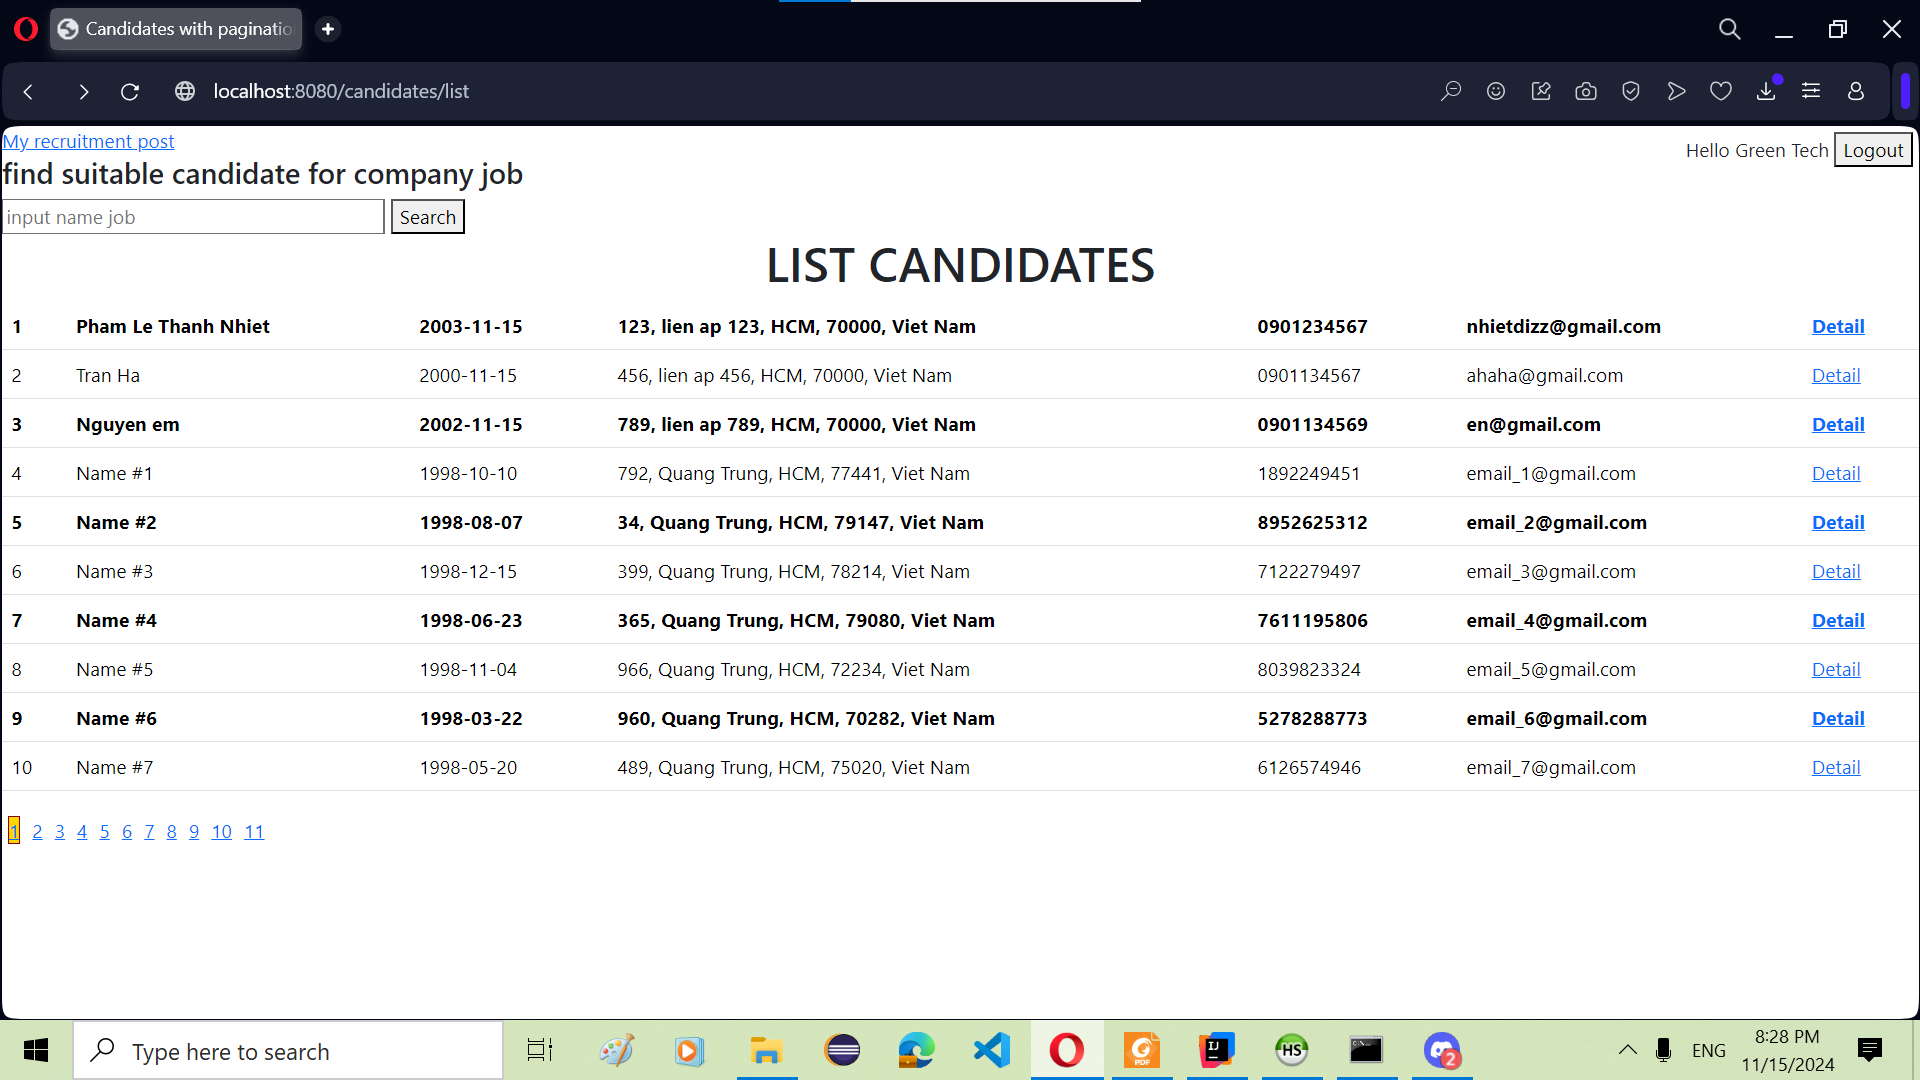 Candidates with paginatio
localhost:8080/candidates/list
My recruitment post
Hello Green Tech Logout
find suitable candidate for company job
input name job Search
LIST CANDIDATES
1 Pham Le Thanh Nhiet 2003-11-15 123, lien ap 123, HCM, 70000, Viet Nam 0901234567 nhietdizz@gmail.com Detail
2 Tran Ha 2000-11-15 456, lien ap 456, HCM, 70000, Viet Nam 0901134567 ahaha@gmail.com Detail
3 Nguyen em 2002-11-15 789, lien ap 789, HCM, 70000, Viet Nam 0901134569 en@gmail.com Detail
4 Name #1 1998-10-10 792, Quang Trung, HCM, 77441, Viet Nam 1892249451 email_1@gmail.com Detail
5 Name #2 1998-08-07 34, Quang Trung, HCM, 79147, Viet Nam 8952625312 email_2@gmail.com Detail
6 Name #3 1998-12-15 399, Quang Trung, HCM, 78214, Viet Nam 7122279497 email_3@gmail.com Detail
7 Name #4 1998-06-23 365, Quang Trung, HCM, 79080, Viet Nam 7611195806 email_4@gmail.com Detail
8 Name #5 1998-11-04 966, Quang Trung, HCM, 72234, Viet Nam 8039823324 email_5@gmail.com Detail
9 Name #6 1998-03-22 960, Quang Trung, HCM, 70282, Viet Nam 5278288773 email_6@gmail.com Detail
10 Name #7 1998-05-20 489, Quang Trung, HCM, 75020, Viet Nam 6126574946 email_7@gmail.com Detail
1 2 3 4 5 6 7 8 9 10 11
Type here to search
PDF
IJ
HS
2
ENG
8:28 PM
11/15/2024